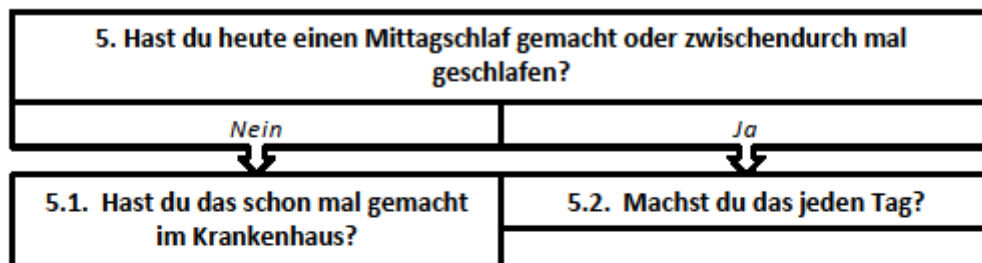 5. Hast du heute einen Mittagschlaf gemacht oder zwischendurch mal
geschlafen?
Nein
Ja
5.1. Hast du das schon mal gemacht
im Krankenhaus?
5.2. Machst du das jeden Tag?